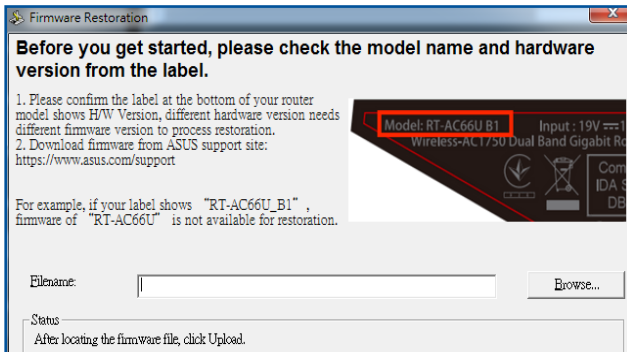 Firmware Restoration
Before you get started, please check the model name and hardware
version from the label.
1. Please confirm the label at the bottom of your router
model shows H/W Version, different hardware version needs
different firmware version to process restoration.
2. Download firmware from ASUS support site:
https://www.asus.com/support
For example, if your label shows “RT-AC66U_B1”,
firmware of “RT-AC66U” is not available for restoration.
Model: RT-AC66U B1 Input : 19V
Wireless-AC1750 Dual Band Gigabit
IDA
DB
Filename:
Browse...
Status
After locating the firmware file, click Upload.